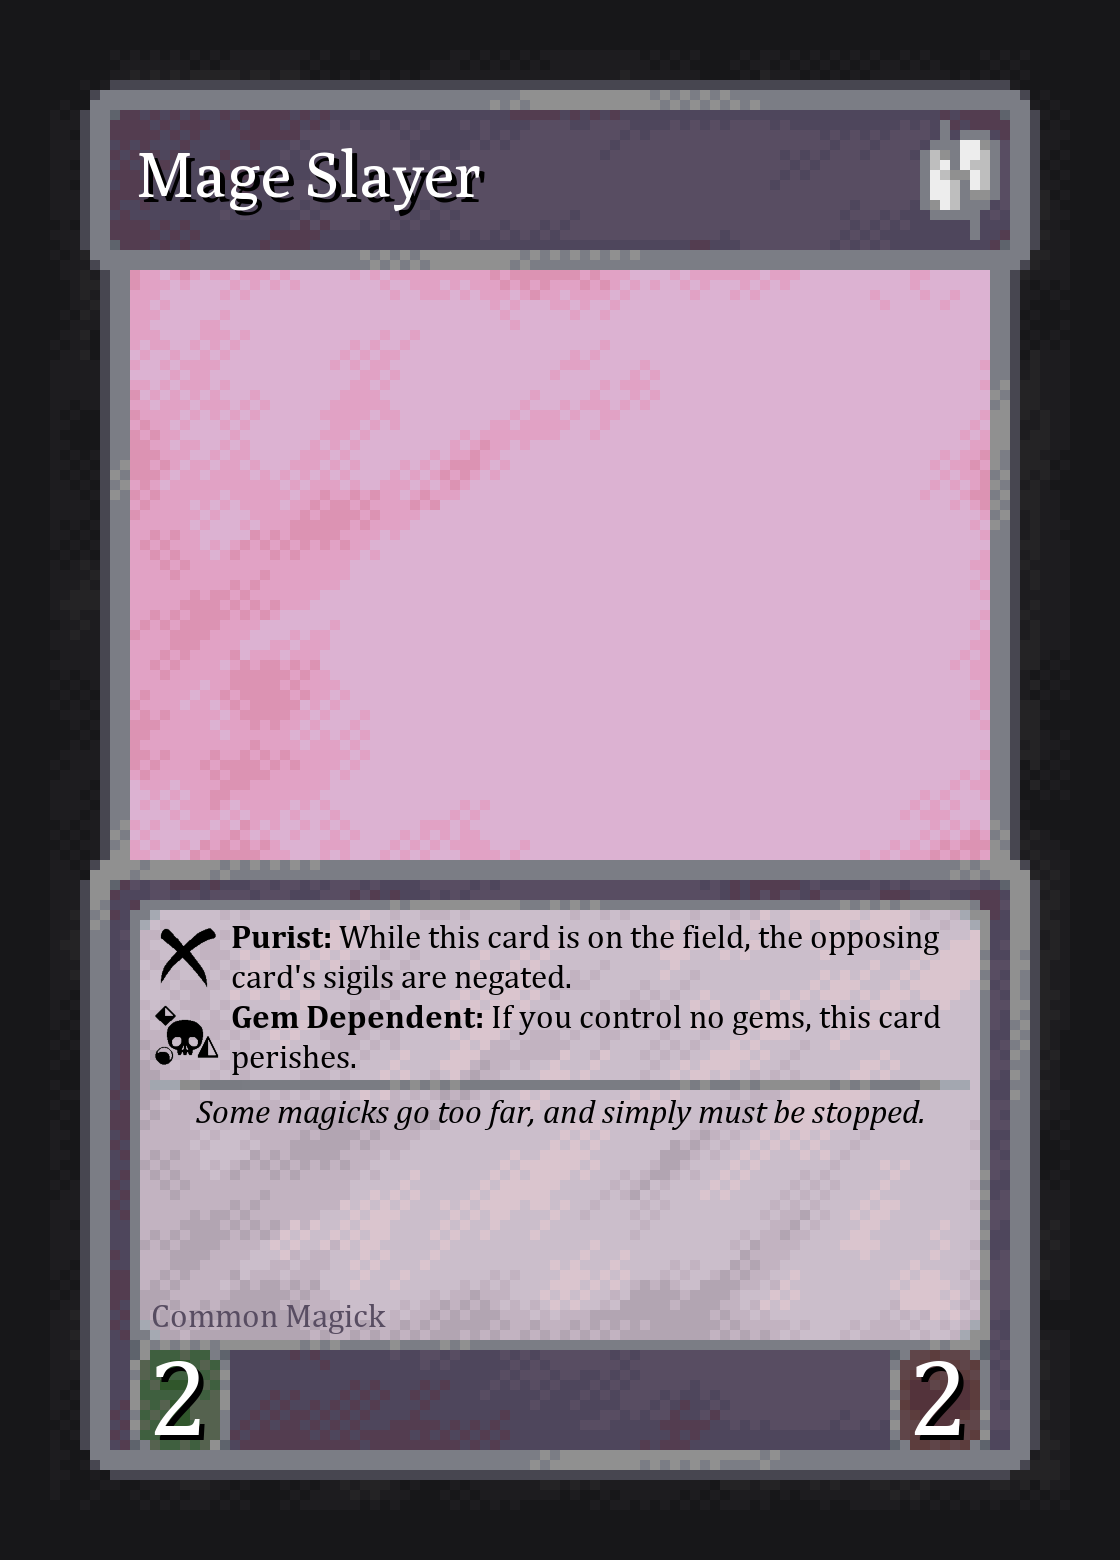 Mage Slayer
Purist: While this card is on the field, the opposing
card's sigils are negated.
Gem Dependent: If you control no gems, this card
perishes.
Some magicks go too far, and simply must be stopped.
Common Magick
2
2